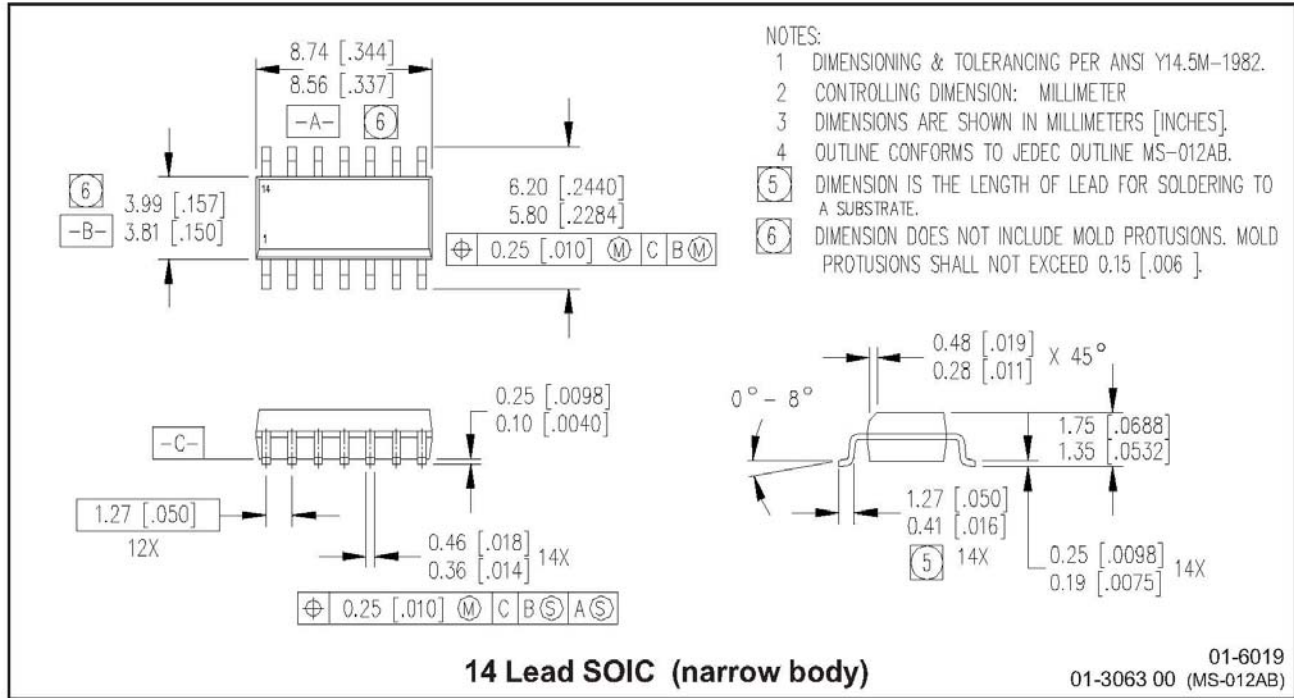 8.74 [.344]
8.56 [.337]
-A- 6
6
3.99 [.157]
-B- 3.81 [.150]
14
1
6.20 [.2440]
5.80 [.2284]
⌖ 0.25 [.010] Ⓜ C B Ⓜ
NOTES:
1 DIMENSIONING & TOLERANCING PER ANSI Y14.5M-1982.
2 CONTROLLING DIMENSION: MILLIMETER
3 DIMENSIONS ARE SHOWN IN MILLIMETERS [INCHES].
4 OUTLINE CONFORMS TO JEDEC OUTLINE MS-012AB.
5 DIMENSION IS THE LENGTH OF LEAD FOR SOLDERING TO
A SUBSTRATE.
6 DIMENSION DOES NOT INCLUDE MOLD PROTUSIONS. MOLD
PROTUSIONS SHALL NOT EXCEED 0.15 [.006 ].
0.25 [.0098]
0.10 [.0040]
-C-
1.27 [.050]
12X
0.46 [.018]
0.36 [.014] 14X
⌖ 0.25 [.010] Ⓜ C B Ⓢ A Ⓢ
0.48 [.019]
0.28 [.011] X 45°
0° - 8°
1.75 [.0688]
1.35 [.0532]
1.27 [.050]
0.41 [.016]
5 14X
0.25 [.0098]
0.19 [.0075] 14X
14 Lead SOIC (narrow body)
01-6019
01-3063 00 (MS-012AB)